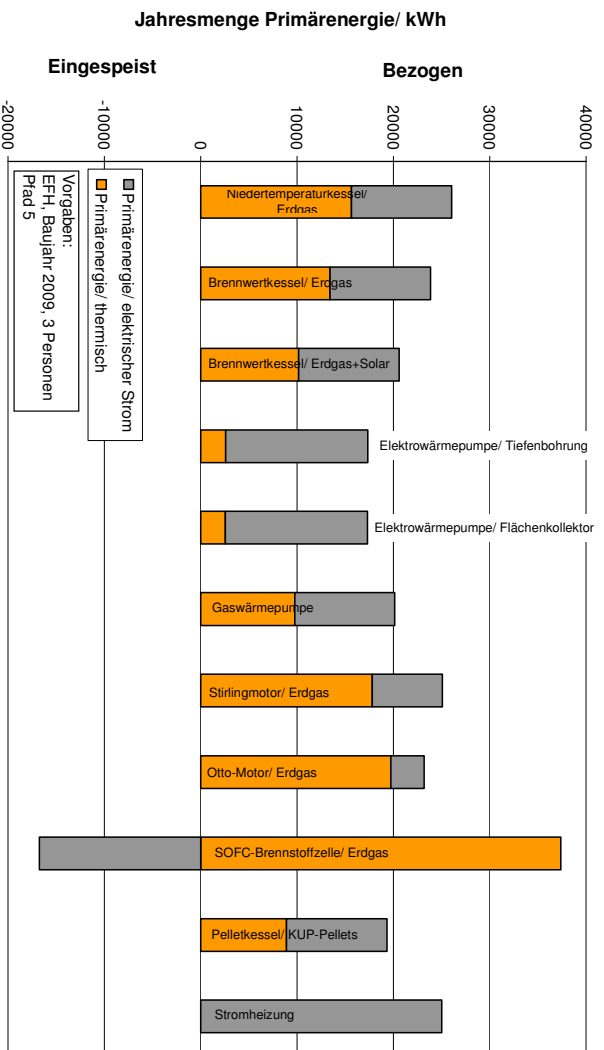 Jahresmenge Primärenergie/ kWh
Eingespeist
Bezogen
-20000
-10000
0
10000
20000
30000
40000
Niedertemperaturkessel/
Erdgas
Brennwertkessel/ Erdgas
Brennwertkessel/ Erdgas+Solar
Elektrowärmepumpe/ Tiefenbohrung
Elektrowärmepumpe/ Flächenkollektor
Gaswärmepumpe
Stirlingmotor/ Erdgas
Otto-Motor/ Erdgas
SOFC-Brennstoffzelle/ Erdgas
Pelletkessel/ KUP-Pellets
Stromheizung
Primärenergie/ elektrischer Strom
Primärenergie/ thermisch
Vorgaben:
EFH, Baujahr 2009, 3 Personen
Pfad 5